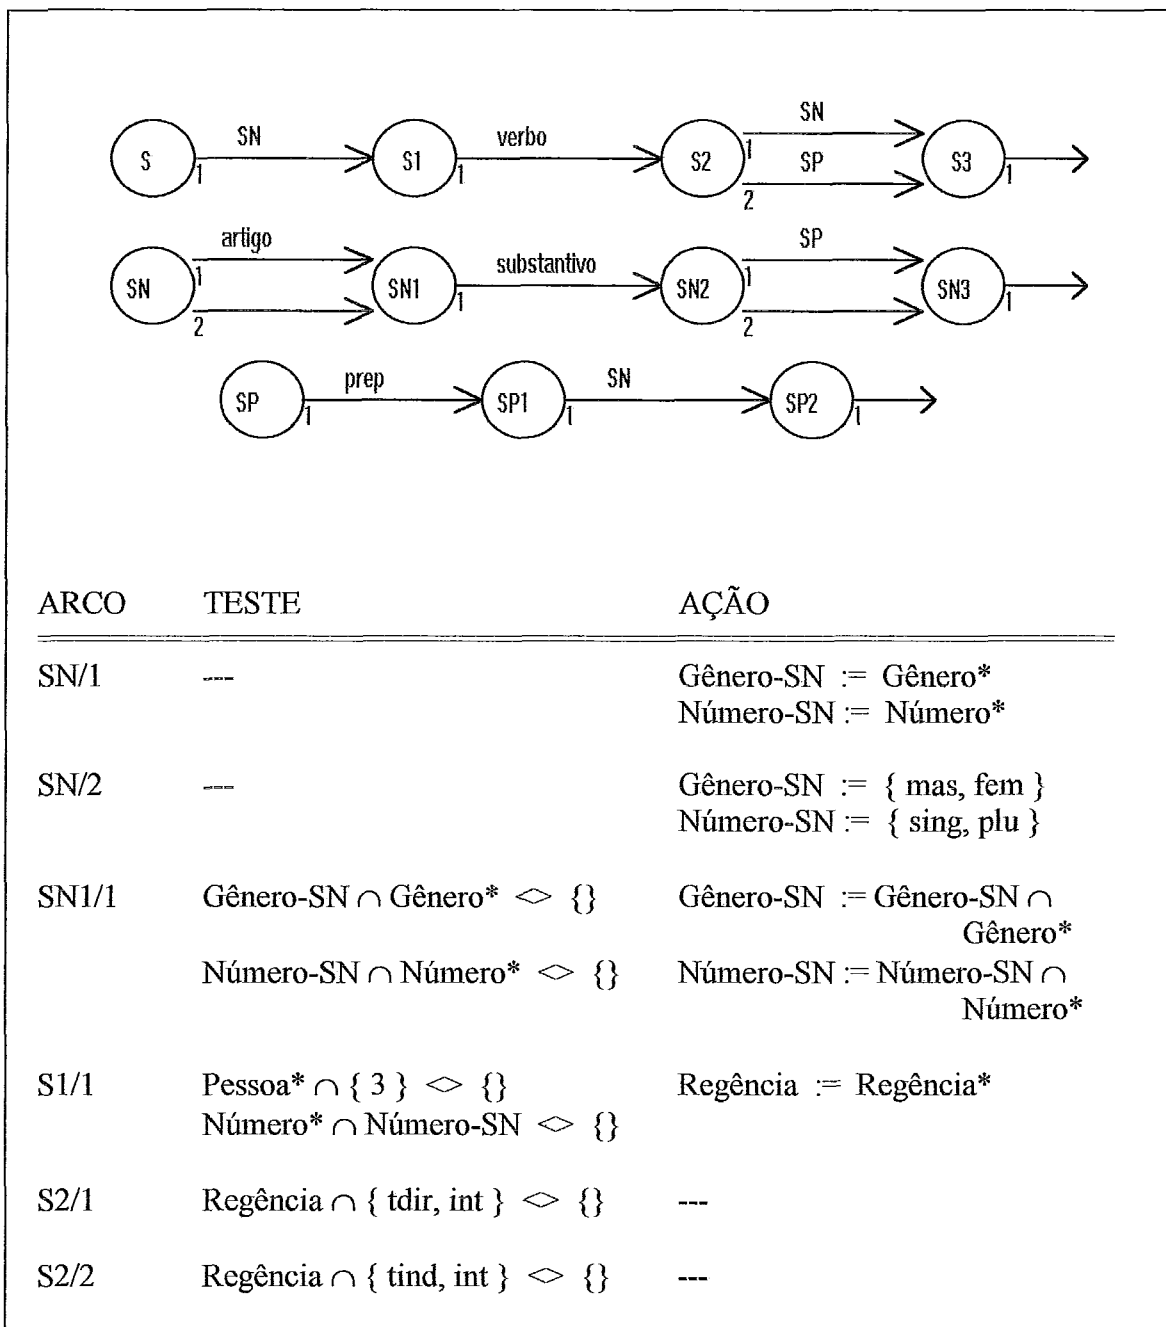 SN verbo SN
S 1 S1 1 S2 1 SP S3 1
2
artigo SP
SN 1 SN1 substantivo SN2 1 SN3
2 1 2 1
prep SN
SP 1 SP1 1 SP2 1
ARCO TESTE AÇÃO
SN/1 --- Gênero-SN := Gênero*
Número-SN := Número*
SN/2 --- Gênero-SN := { mas, fem }
Número-SN := { sing, plu }
SN1/1 Gênero-SN ∩ Gênero* <> {} Gênero-SN := Gênero-SN ∩
Gênero*
Número-SN ∩ Número* <> {} Número-SN := Número-SN ∩
Número*
S1/1 Pessoa* ∩ { 3 } <> {} Regência := Regência*
Número* ∩ Número-SN <> {}
S2/1 Regência ∩ { tdir, int } <> {} ---
S2/2 Regência ∩ { tind, int } <> {} ---